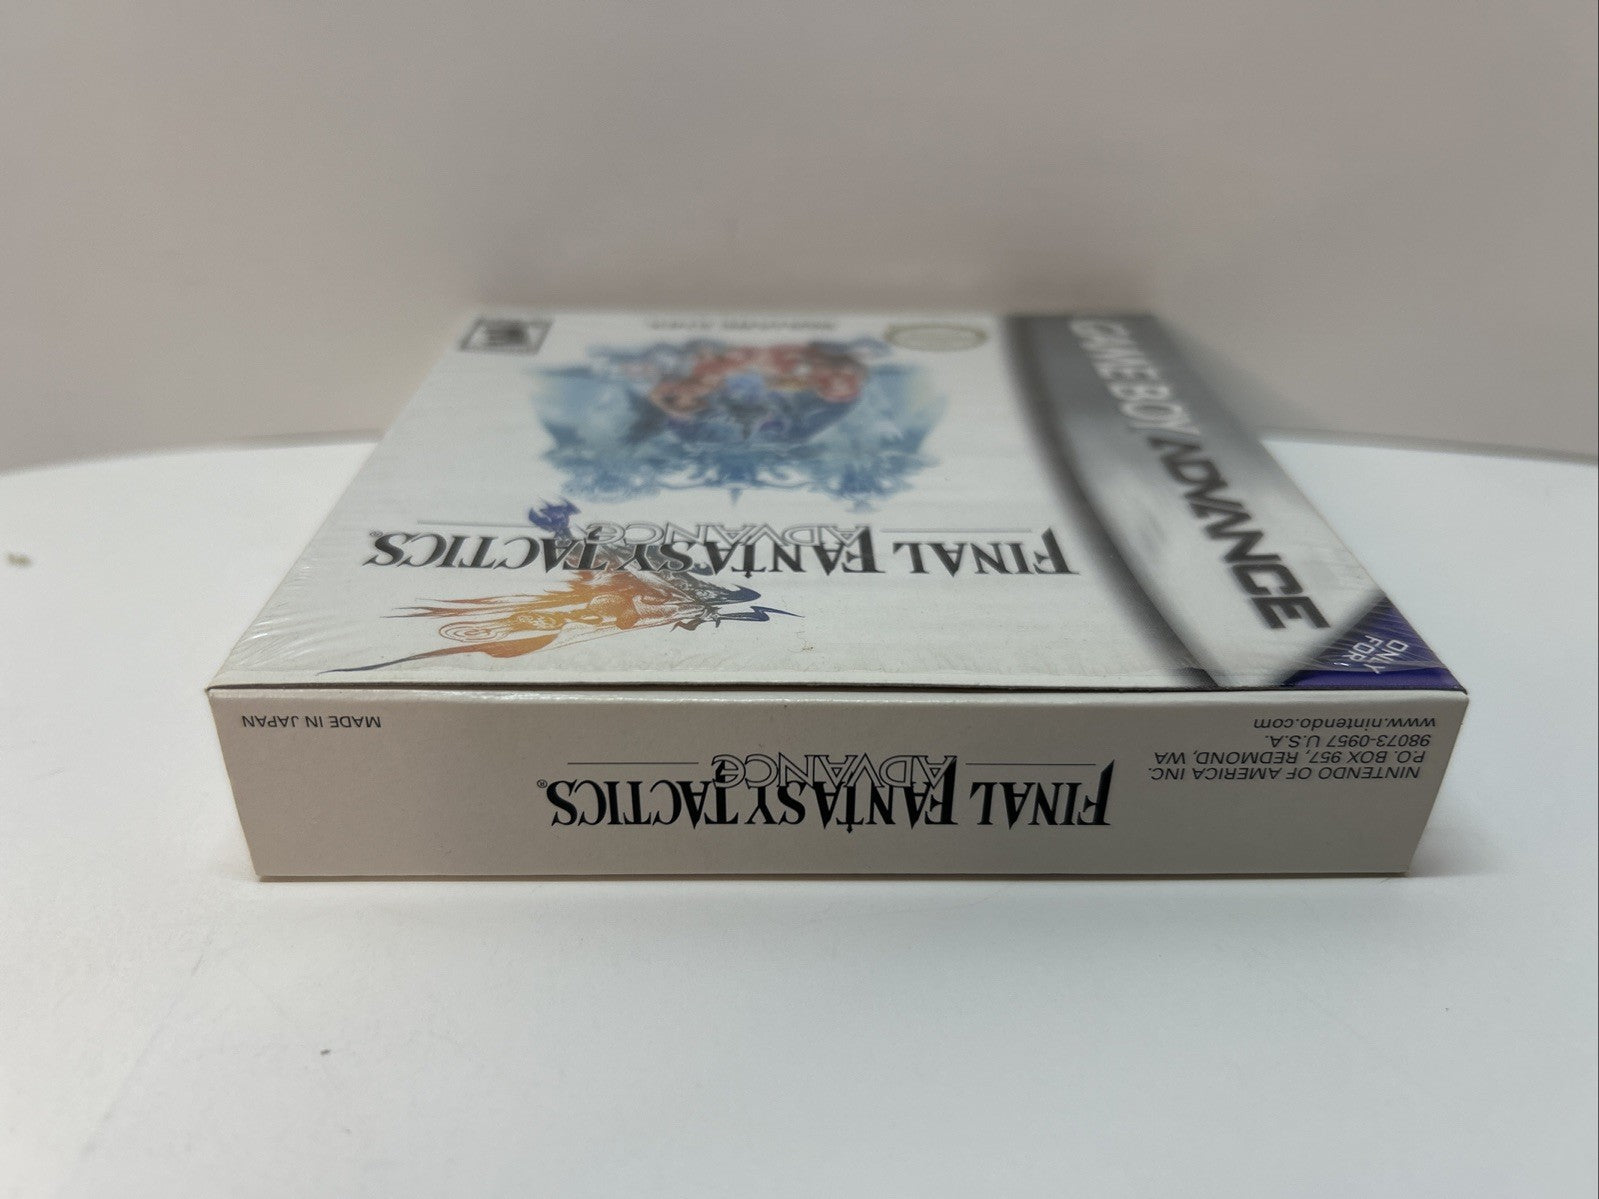 GAME BOY ADVANCE
ONLY
FOR
FINAL FANTASY TACTICS
ADVANCE
E
NINTENDO OF AMERICA INC.
P.O. BOX 957, REDMOND, WA
98073-0957 U.S.A.
www.nintendo.com
FINAL FANTASY TACTICS®
ADVANCE
MADE IN JAPAN